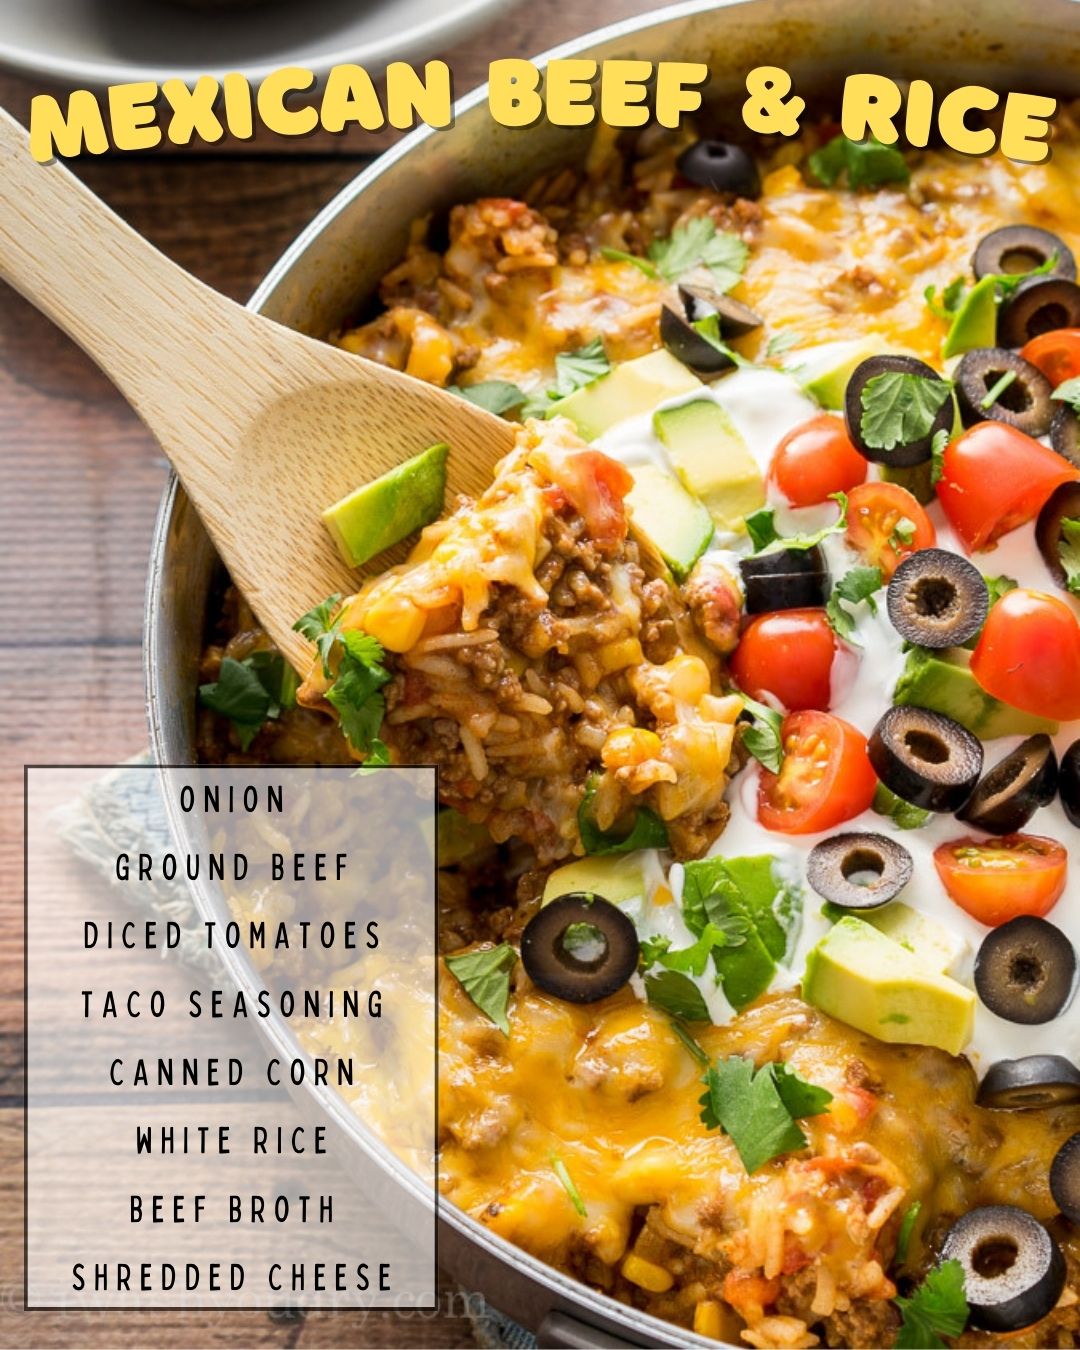 MEXICAN BEEF & RICE
ONION
GROUND BEEF
DICED TOMATOES
TACO SEASONING
CANNED CORN
WHITE RICE
BEEF BROTH
SHREDDED CHEESE